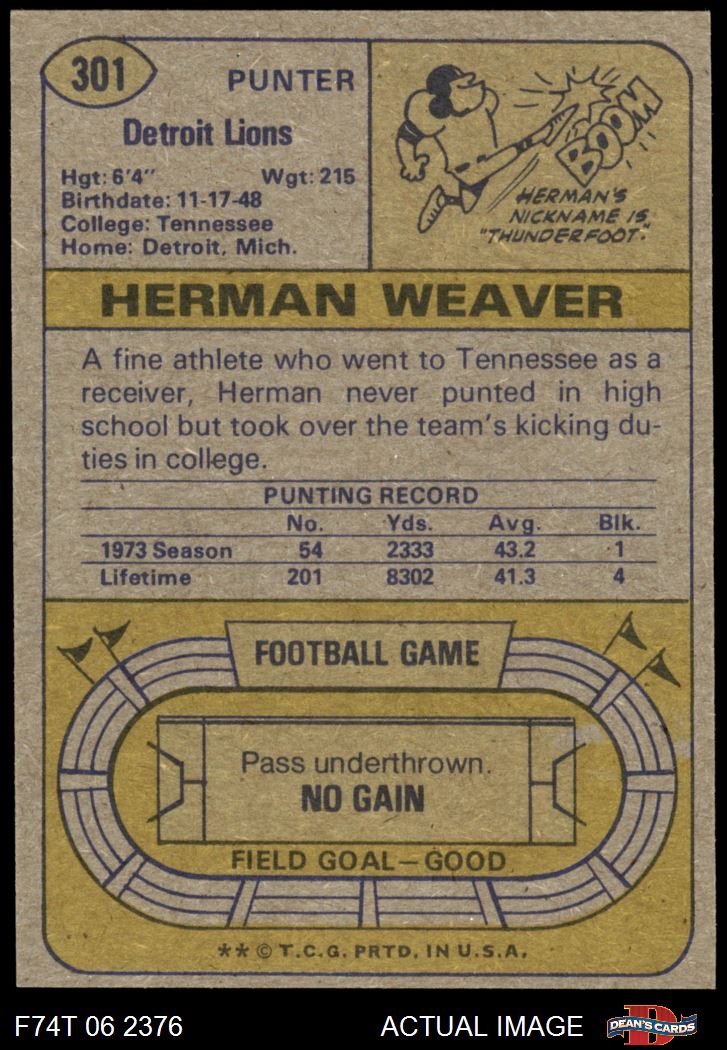 301
PUNTER
Detroit Lions
Hgt: 6'4" Wgt: 215
Birthdate: 11-17-48
College: Tennessee
Home: Detroit, Mich.
BOOM
HERMAN'S
NICKNAME IS
"THUNDERFOOT."
HERMAN WEAVER
A fine athlete who went to Tennessee as a
receiver, Herman never punted in high
school but took over the team's kicking du-
ties in college.
PUNTING RECORD
No. Yds. Avg. Blk.
1973 Season 54 2333 43.2 1
Lifetime 201 8302 41.3 4
FOOTBALL GAME
Pass underthrown.
NO GAIN
FIELD GOAL—GOOD
** © T.C.G. PRTD. IN U.S.A.
F74T 06 2376 ACTUAL IMAGE
D
DEAN'S CARDS